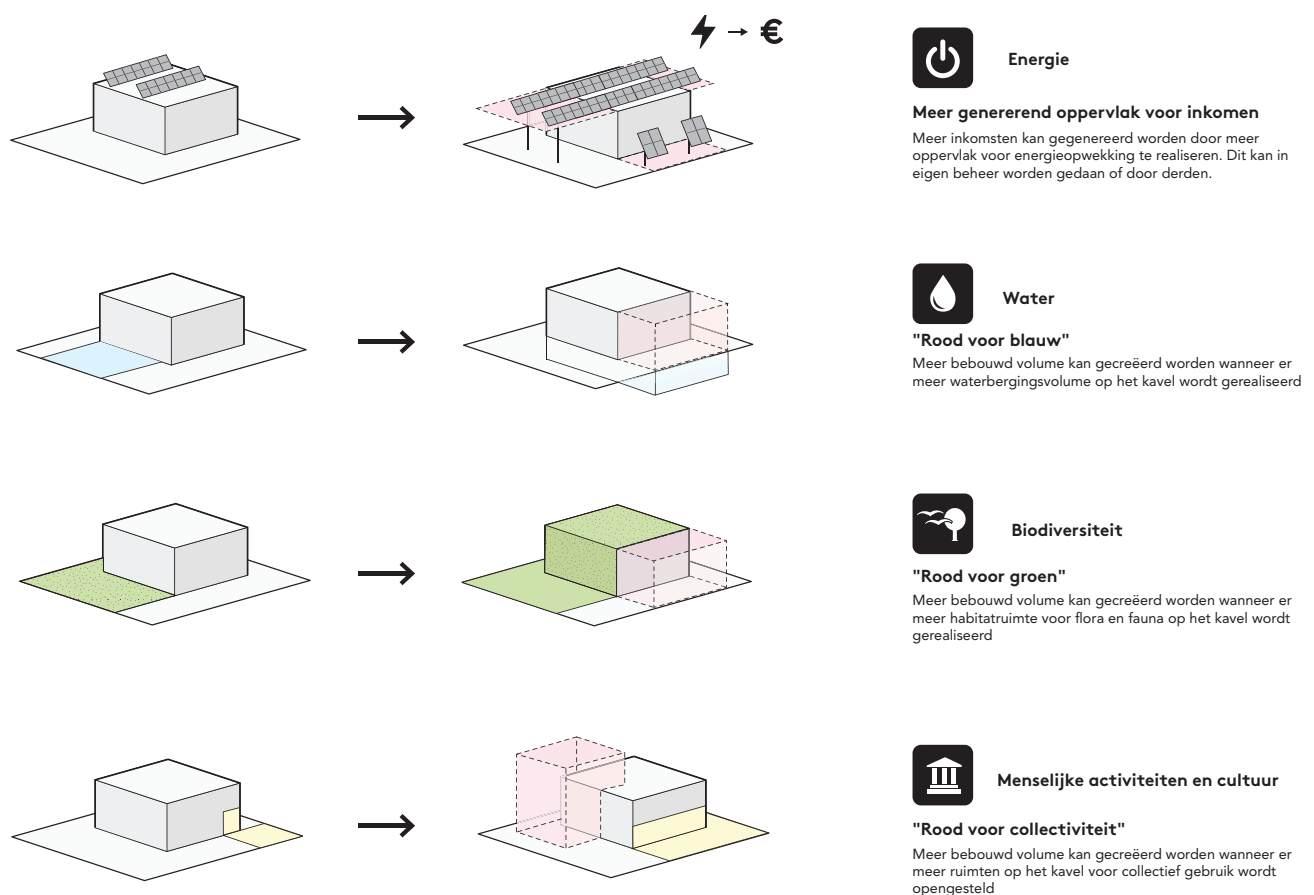 €
Energie
Meer genererend oppervlak voor inkomen
Meer inkomsten kan gegenereerd worden door meer
oppervlak voor energieopwekking te realiseren. Dit kan in
eigen beheer worden gedaan of door derden.
Water
"Rood voor blauw"
Meer bebouwd volume kan gecreëerd worden wanneer er
meer waterbergingsvolume op het kavel wordt gerealiseerd
Biodiversiteit
"Rood voor groen"
Meer bebouwd volume kan gecreëerd worden wanneer er
meer habitatruimte voor flora en fauna op het kavel wordt
gerealiseerd
Menselijke activiteiten en cultuur
"Rood voor collectiviteit"
Meer bebouwd volume kan gecreëerd worden wanneer er
meer ruimten op het kavel voor collectief gebruik wordt
opengesteld